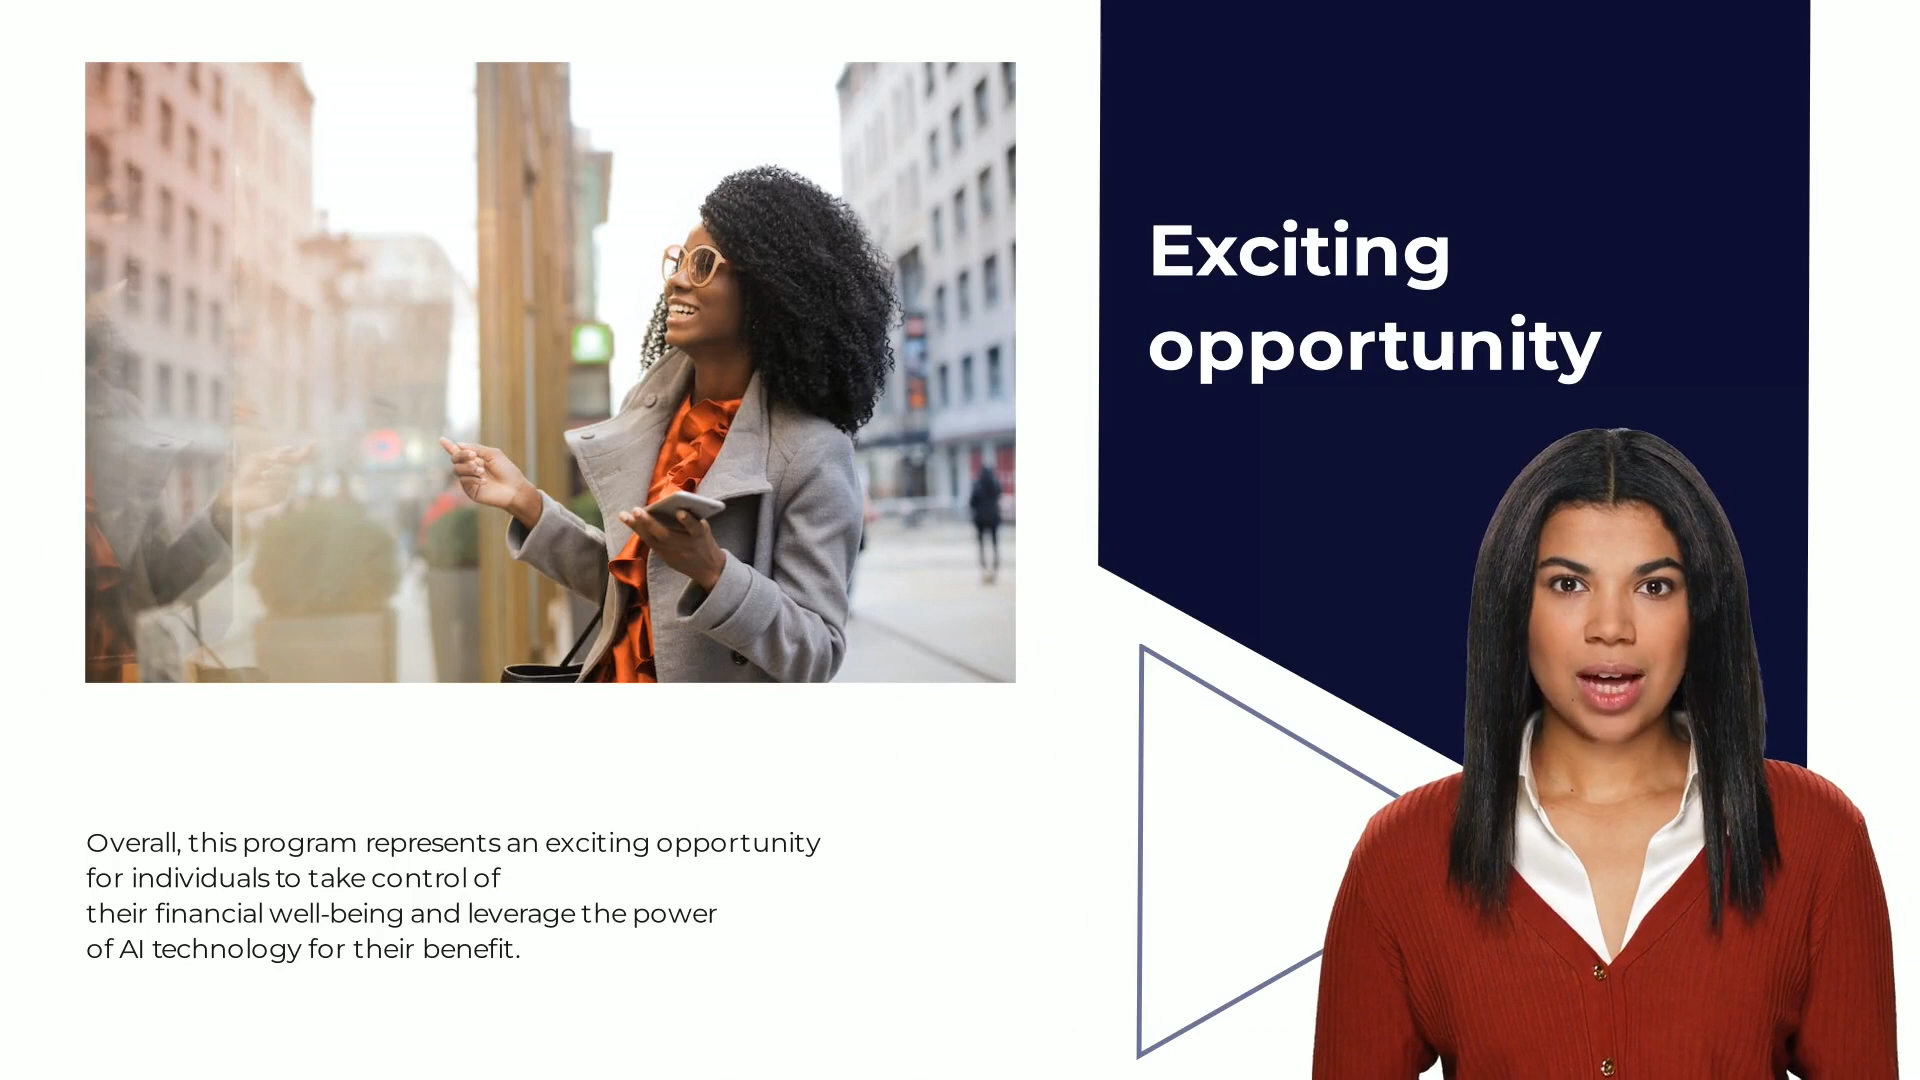 Exciting
opportunity
Overall, this program represents an exciting opportunity
for individuals to take control of
their financial well-being and leverage the power
of AI technology for their benefit.